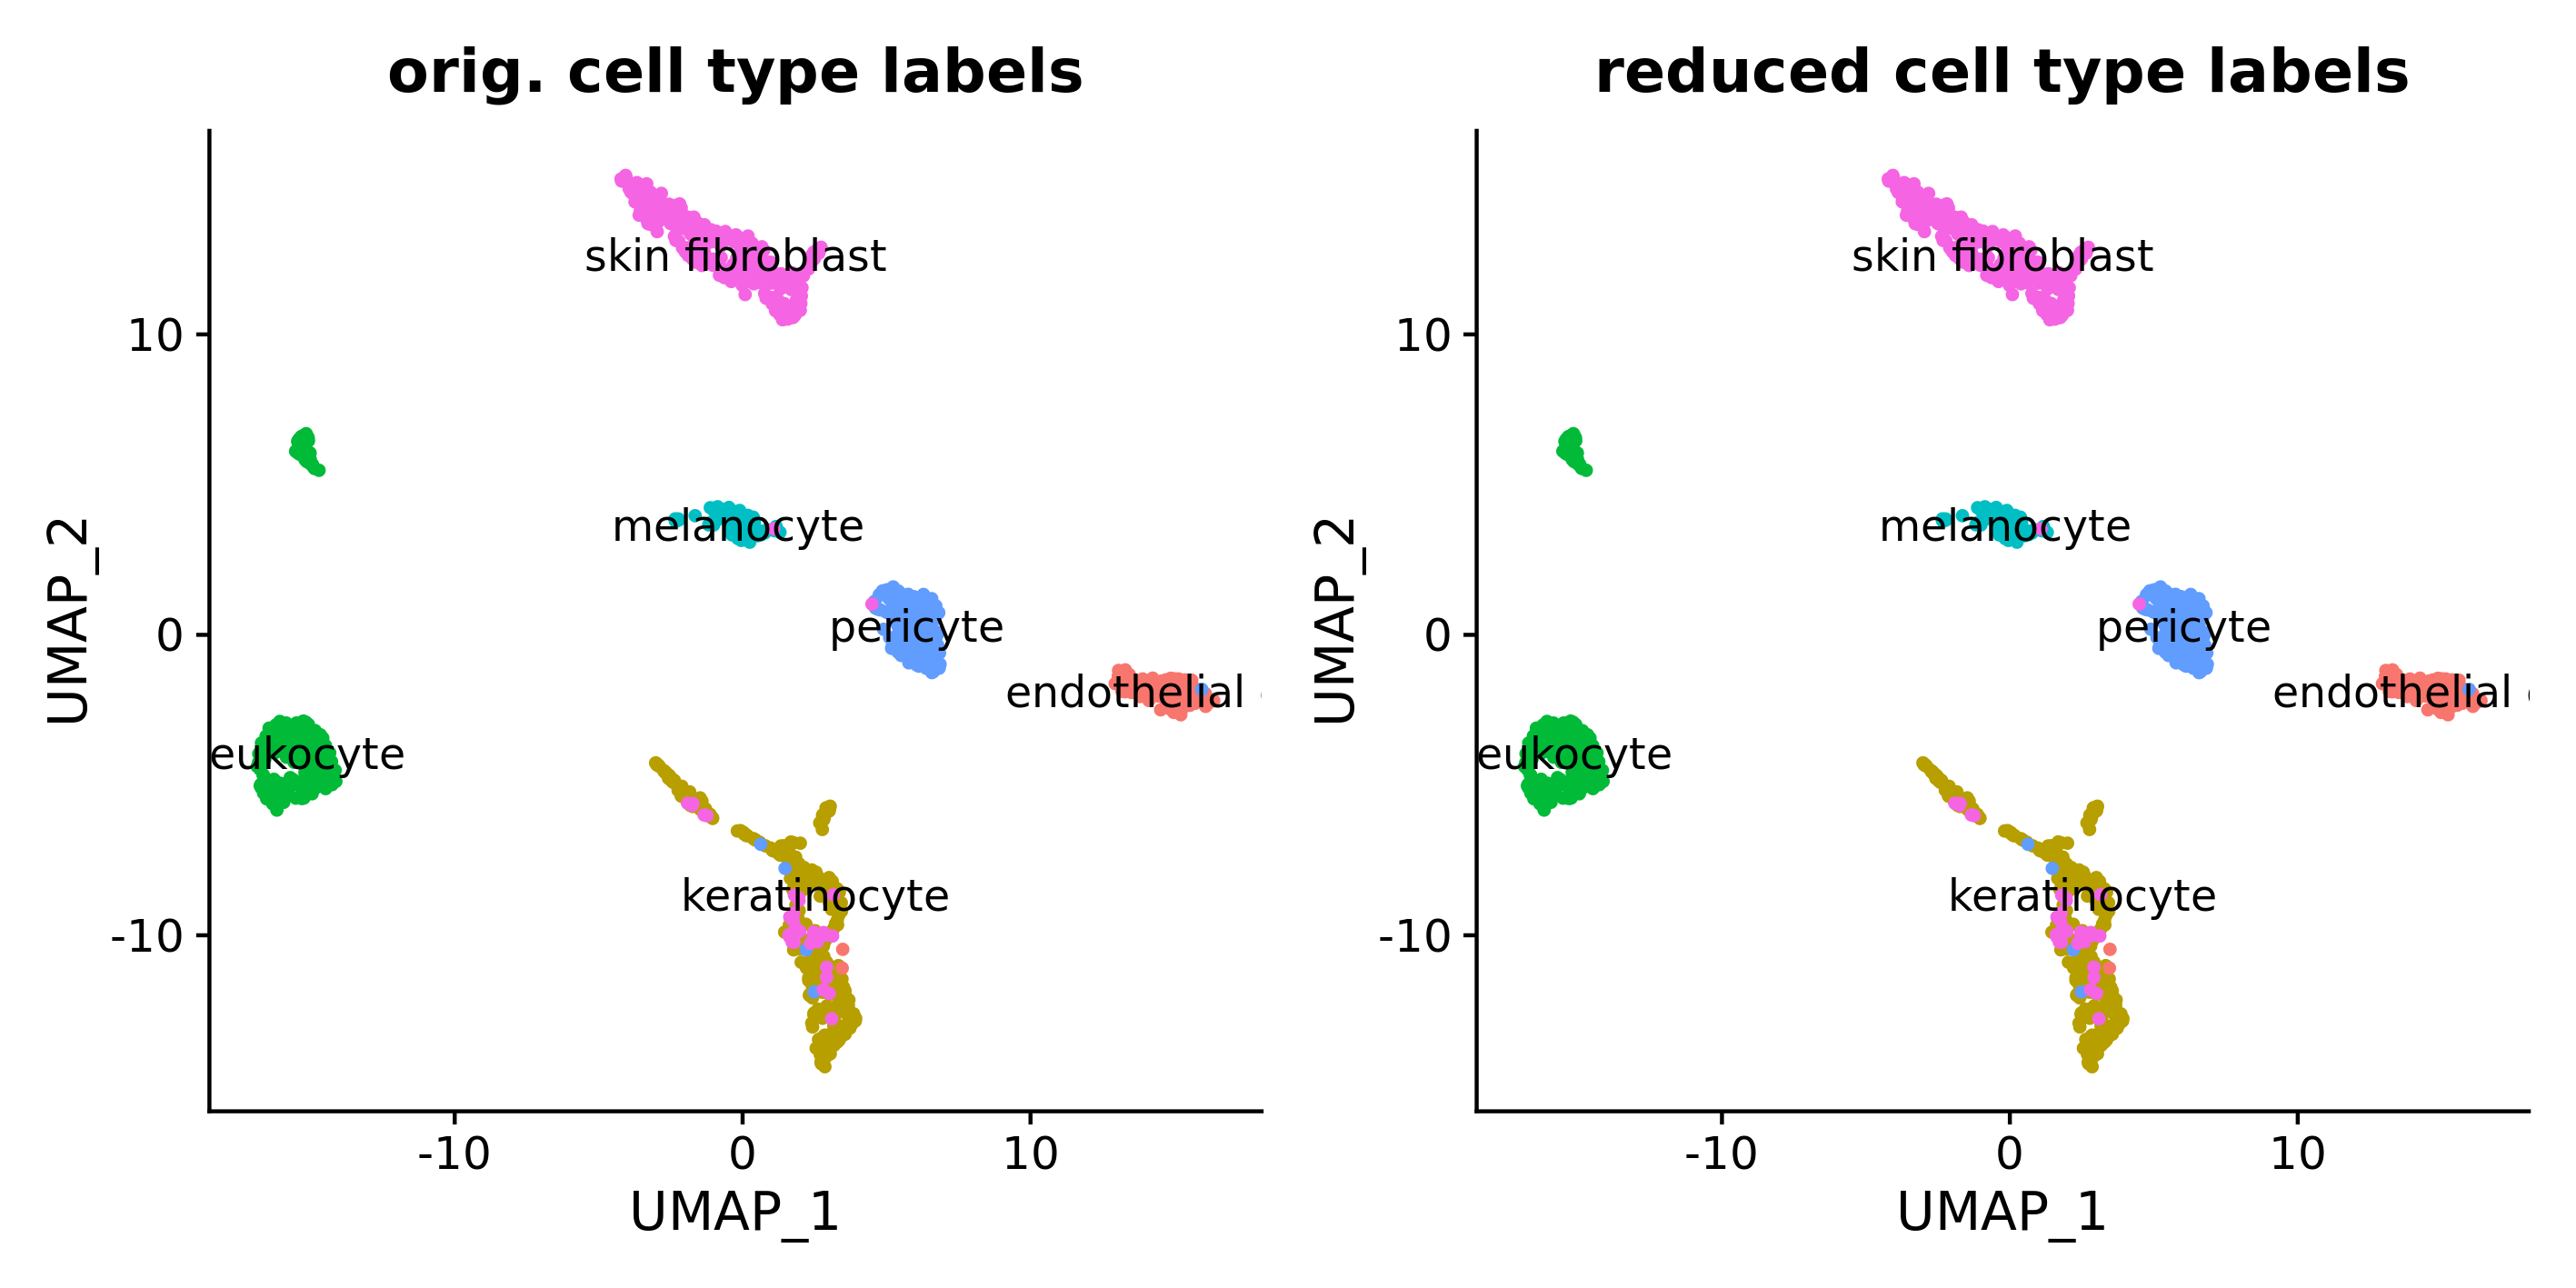 orig. cell type labels
skin fibroblast
10
melanocyte
UMAP_2
0
pericyte
endothelial
eukocyte
keratinocyte
-10
-10 0 10
UMAP_1
reduced cell type labels
skin fibroblast
10
melanocyte
UMAP_2
0
pericyte
endothelial
eukocyte
keratinocyte
-10
-10 0 10
UMAP_1